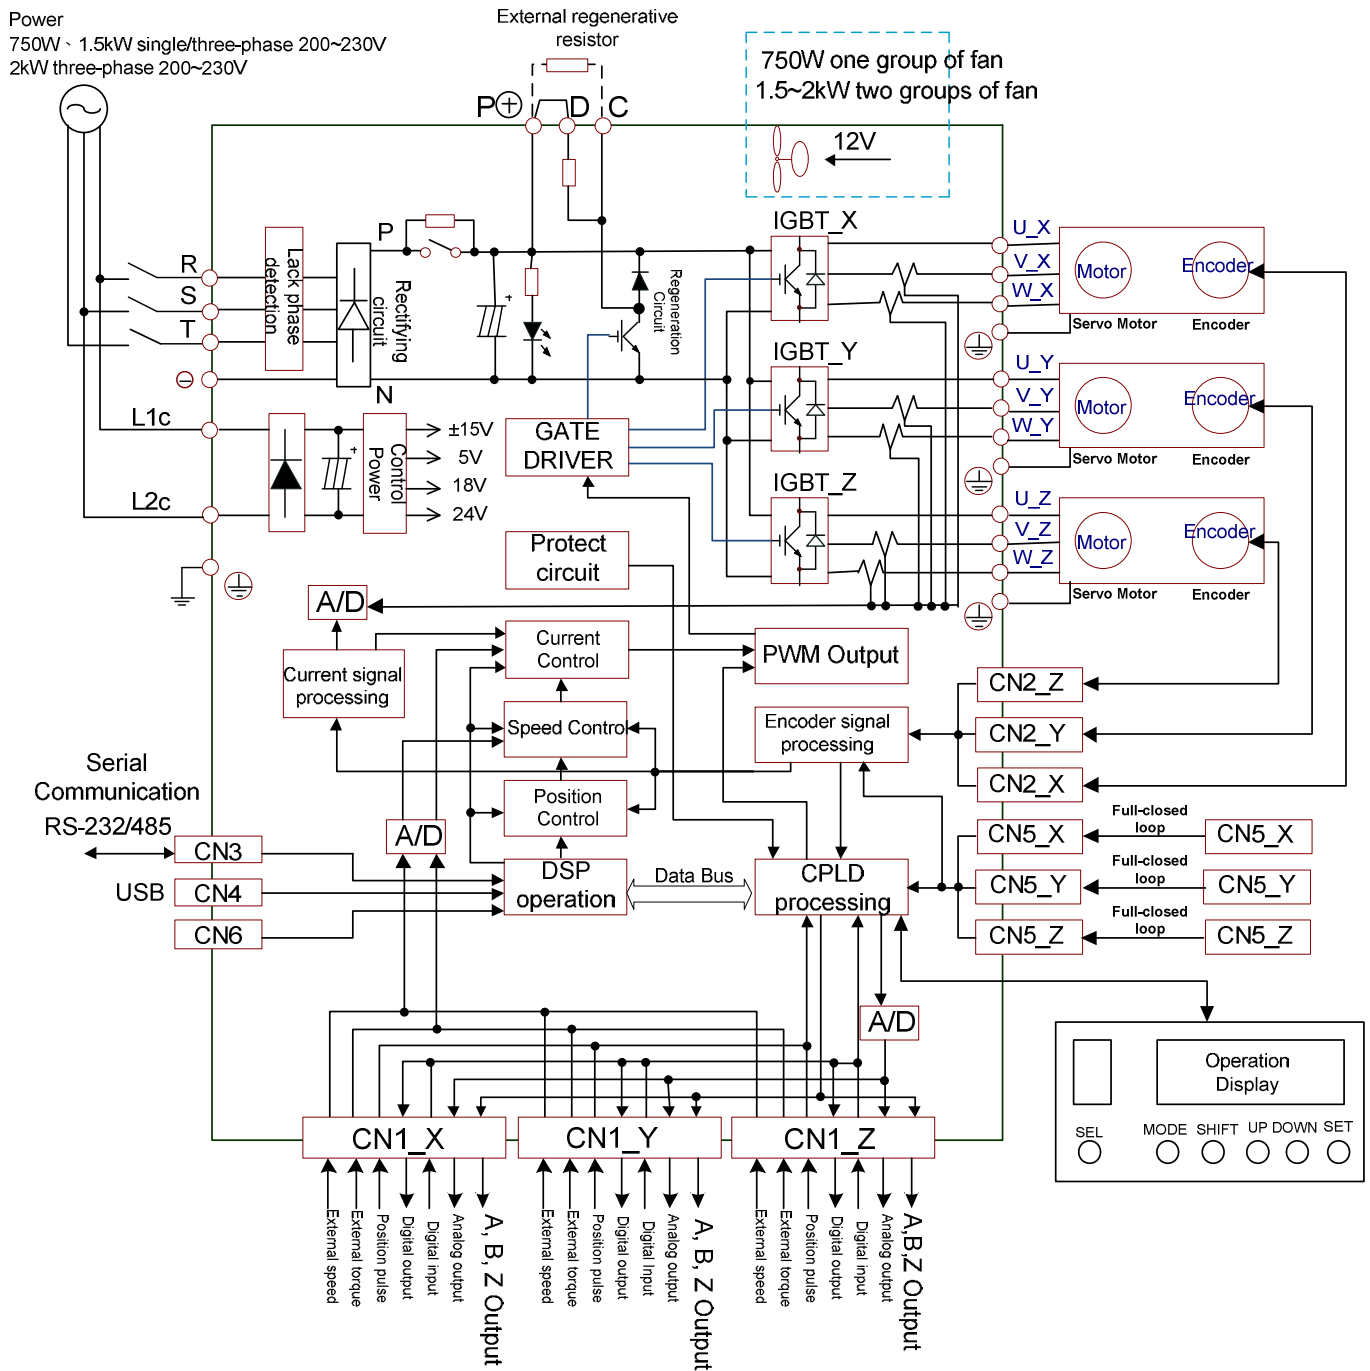 Power
750W、1.5kW single/three-phase 200~230V
2kW three-phase 200~230V
External regenerative
resistor
750W one group of fan
1.5~2kW two groups of fan
12V
P
D
C
R
S
T
Lack phase
detection
Rectifying
circuit
P
N
Regeneration
Circuit
+
L1c
L2c
+
Control
Power
±15V
5V
18V
24V
GATE
DRIVER
Protect
circuit
IGBT_X
IGBT_Y
IGBT_Z
U_X
V_X
W_X
Motor
Encoder
Servo Motor
Encoder
U_Y
V_Y
W_Y
Motor
Encoder
Servo Motor
Encoder
U_Z
V_Z
W_Z
Motor
Encoder
Servo Motor
Encoder
A/D
Current signal
processing
Current
Control
Speed Control
Position
Control
A/D
DSP
operation
Data Bus
PWM Output
Encoder signal
processing
CPLD
processing
A/D
CN2_Z
CN2_Y
CN2_X
CN5_X
Full-closed
loop
CN5_X
CN5_Y
Full-closed
loop
CN5_Y
CN5_Z
Full-closed
loop
CN5_Z
Serial
Communication
RS-232/485
CN3
USB
CN4
CN6
Operation
Display
SEL
MODE
SHIFT
UP
DOWN
SET
CN1_X
CN1_Y
CN1_Z
External speed
External torque
Position pulse
Digital output
Digital input
Analog output
A, B, Z Output
External speed
External torque
Position pulse
Digital output
Digital Input
Analog output
A, B, Z Output
External speed
External torque
Position pulse
Digital output
Digital input
Analog output
A,B,Z Output